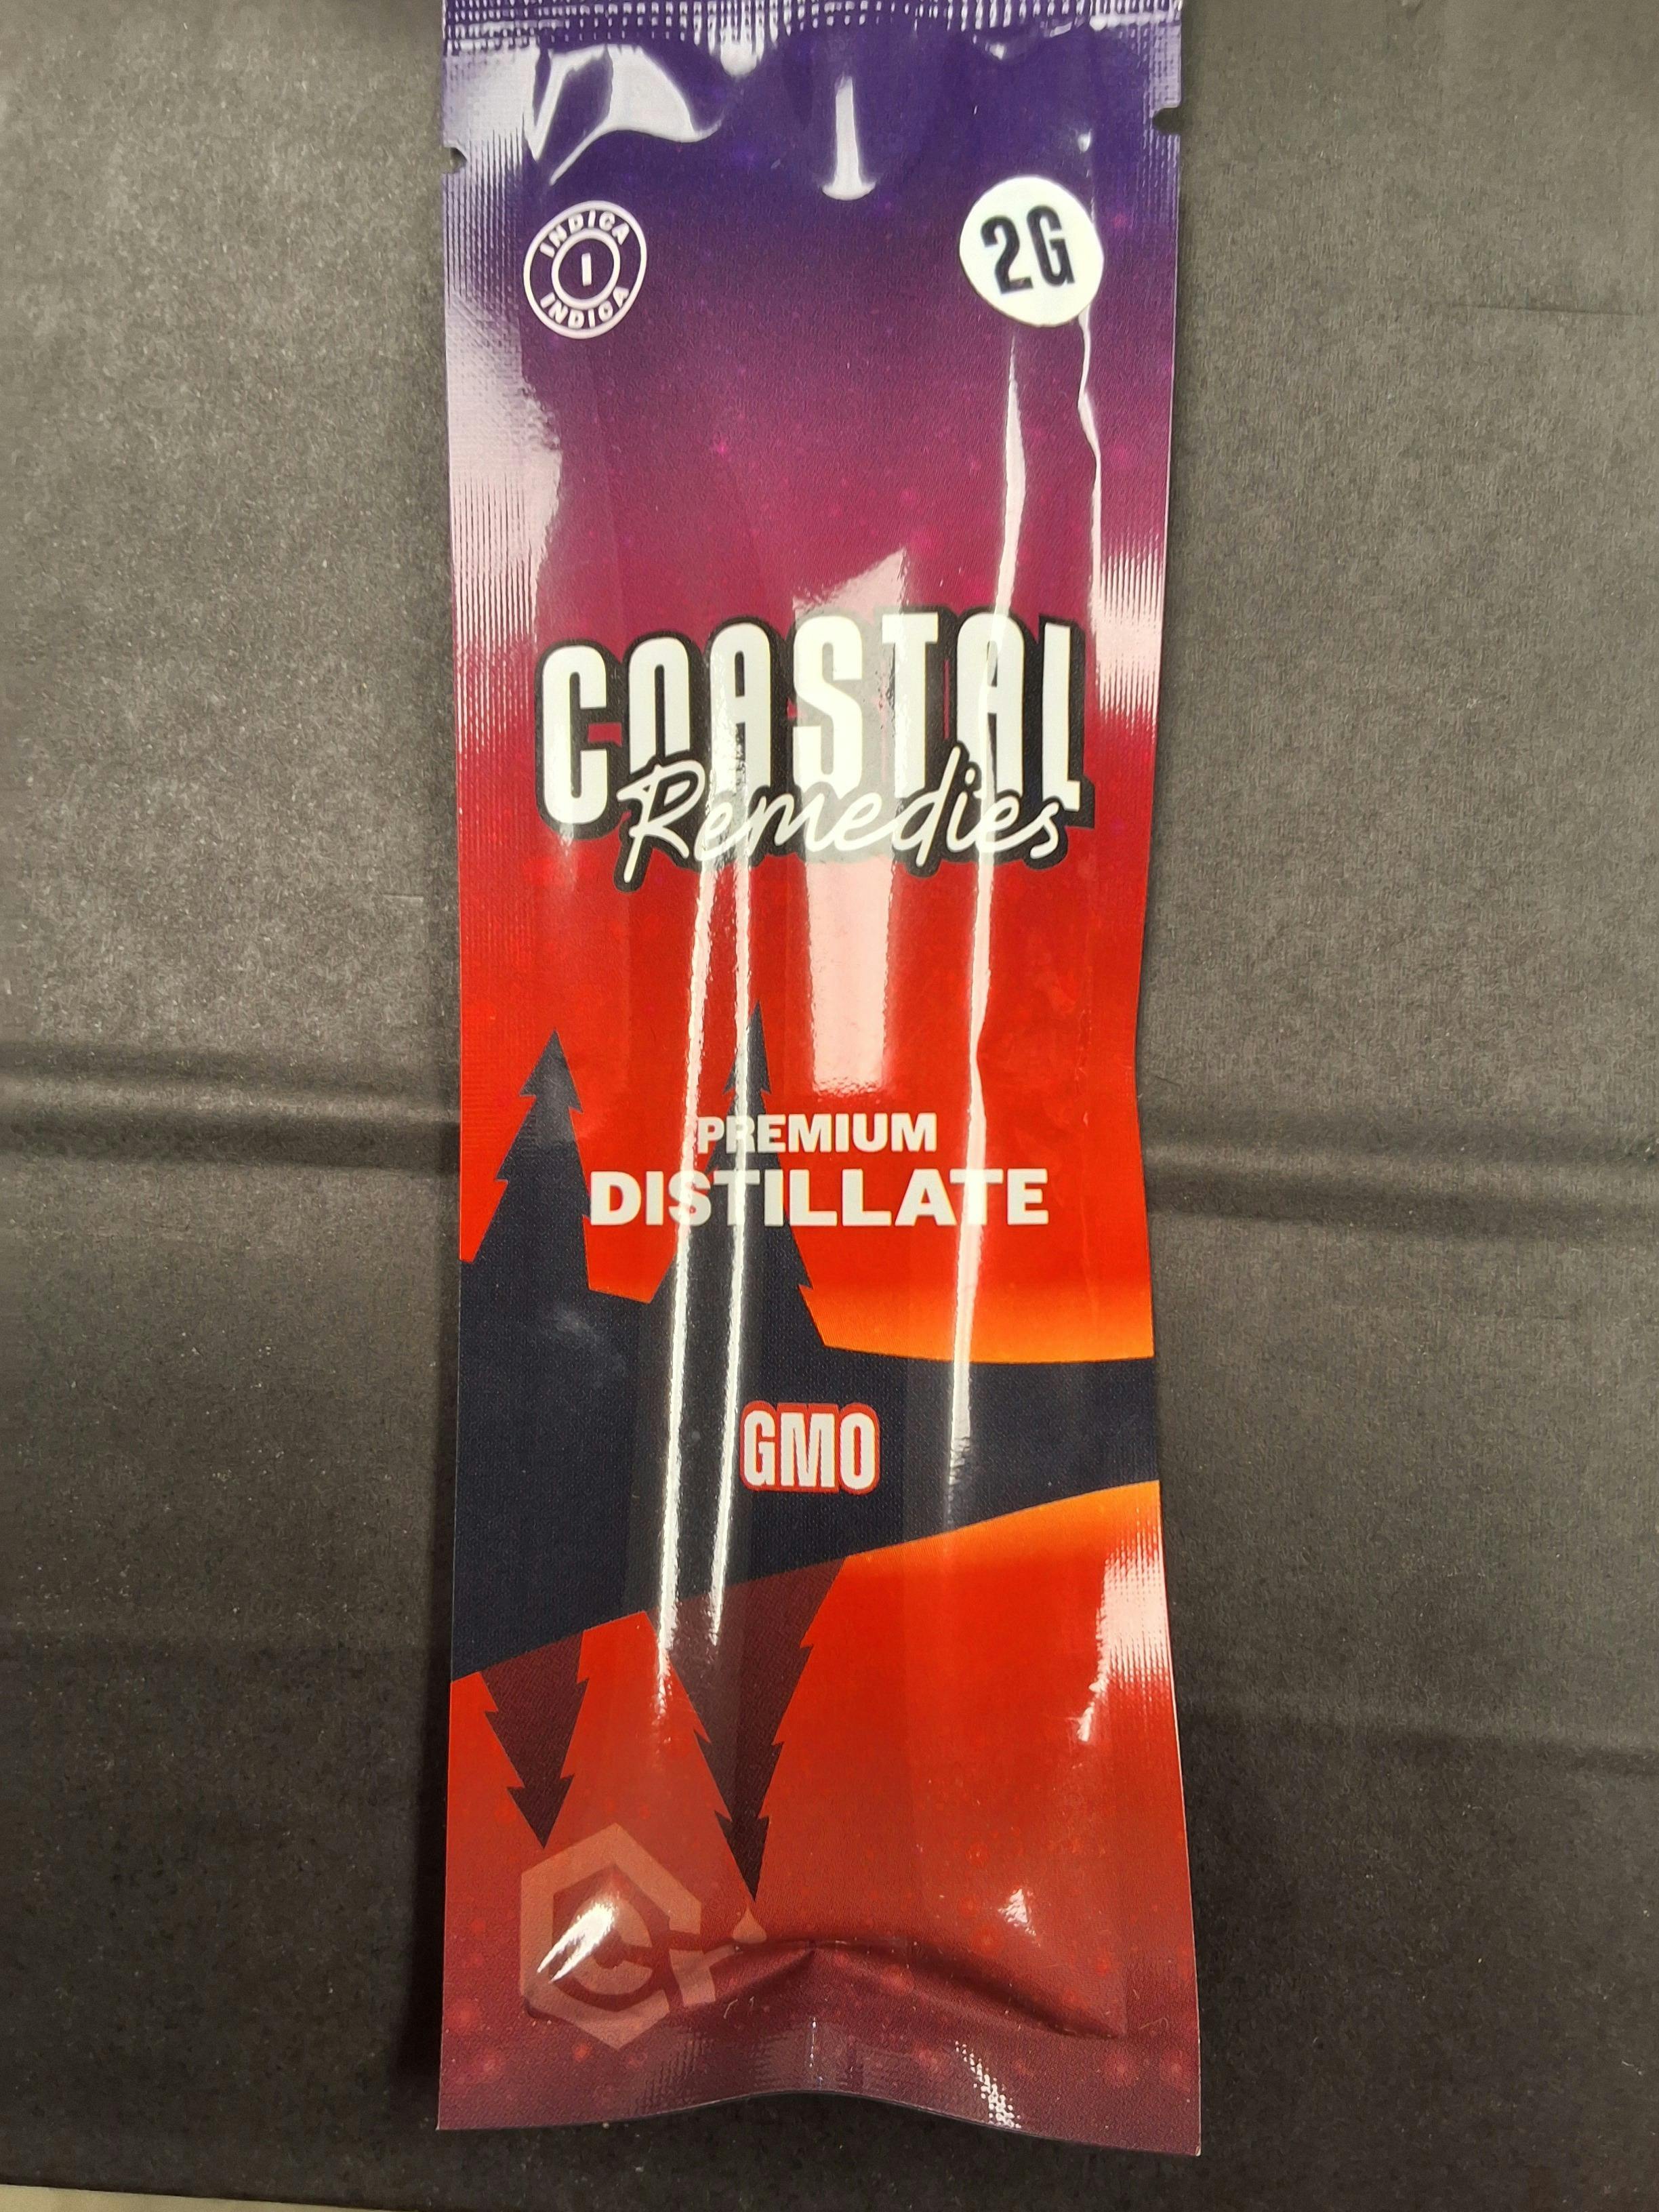 INDICA
I
INDICA
2G
COASTAL
Remedies
PREMIUM
DISTILLATE
GMO